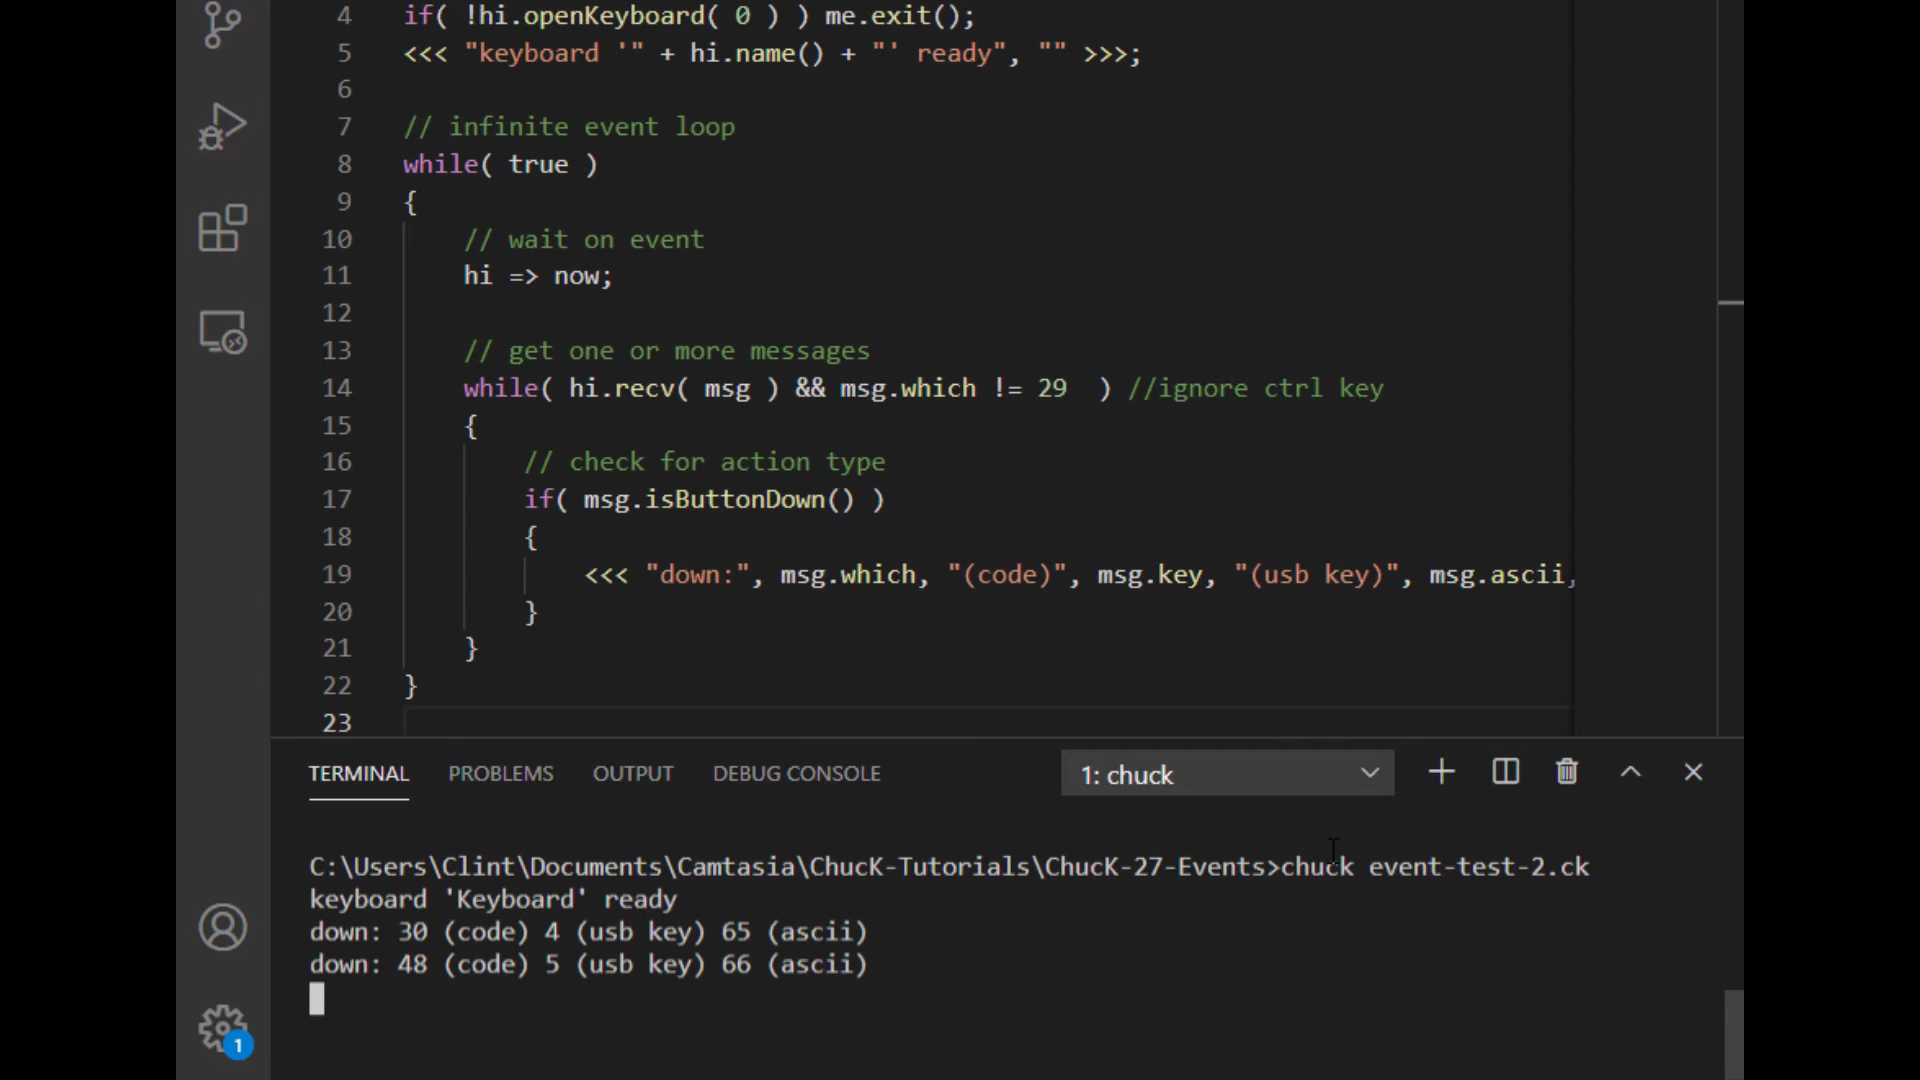 4 if( !hi.openKeyboard( 0 ) ) me.exit();
5 <<< "keyboard '" + hi.name() + "' ready", "" >>>;
6
7 // infinite event loop
8 while( true )
9 {
10 // wait on event
11 hi => now;
12
13 // get one or more messages
14 while( hi.recv( msg ) && msg.which != 29  ) //ignore ctrl key
15 {
16 // check for action type
17 if( msg.isButtonDown() )
18 {
19 <<< "down:", msg.which, "(code)", msg.key, "(usb key)", msg.ascii,
20 }
21 }
22 }
23
TERMINAL PROBLEMS OUTPUT DEBUG CONSOLE 1: chuck
C:\Users\Clint\Documents\Camtasia\ChucK-Tutorials\ChucK-27-Events>chuck event-test-2.ck
keyboard 'Keyboard' ready
down: 30 (code) 4 (usb key) 65 (ascii)
down: 48 (code) 5 (usb key) 66 (ascii)
1